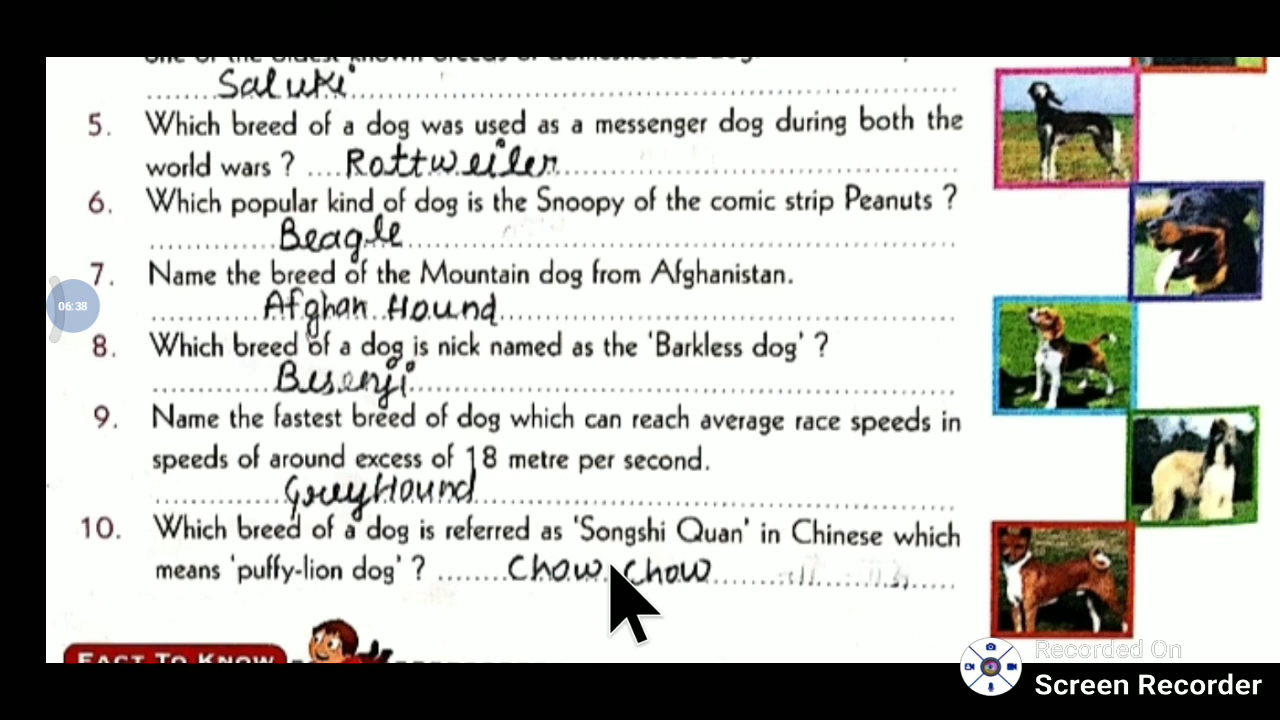 Saluki
5. Which breed of a dog was used as a messenger dog during both the
world wars ? .... Rottweiler
6. Which popular kind of dog is the Snoopy of the comic strip Peanuts ?
Beagle
7. Name the breed of the Mountain dog from Afghanistan.
Afghan Hound
8. Which breed of a dog is nick named as the 'Barkless dog' ?
Besenji
9. Name the fastest breed of dog which can reach average race speeds in
speeds of around excess of 18 metre per second.
GreyHound
10. Which breed of a dog is referred as 'Songshi Quan' in Chinese which
means 'puffy-lion dog' ? ........ Chow Chow
FACT TO KNOW
06:38
Recorded On
Screen Recorder